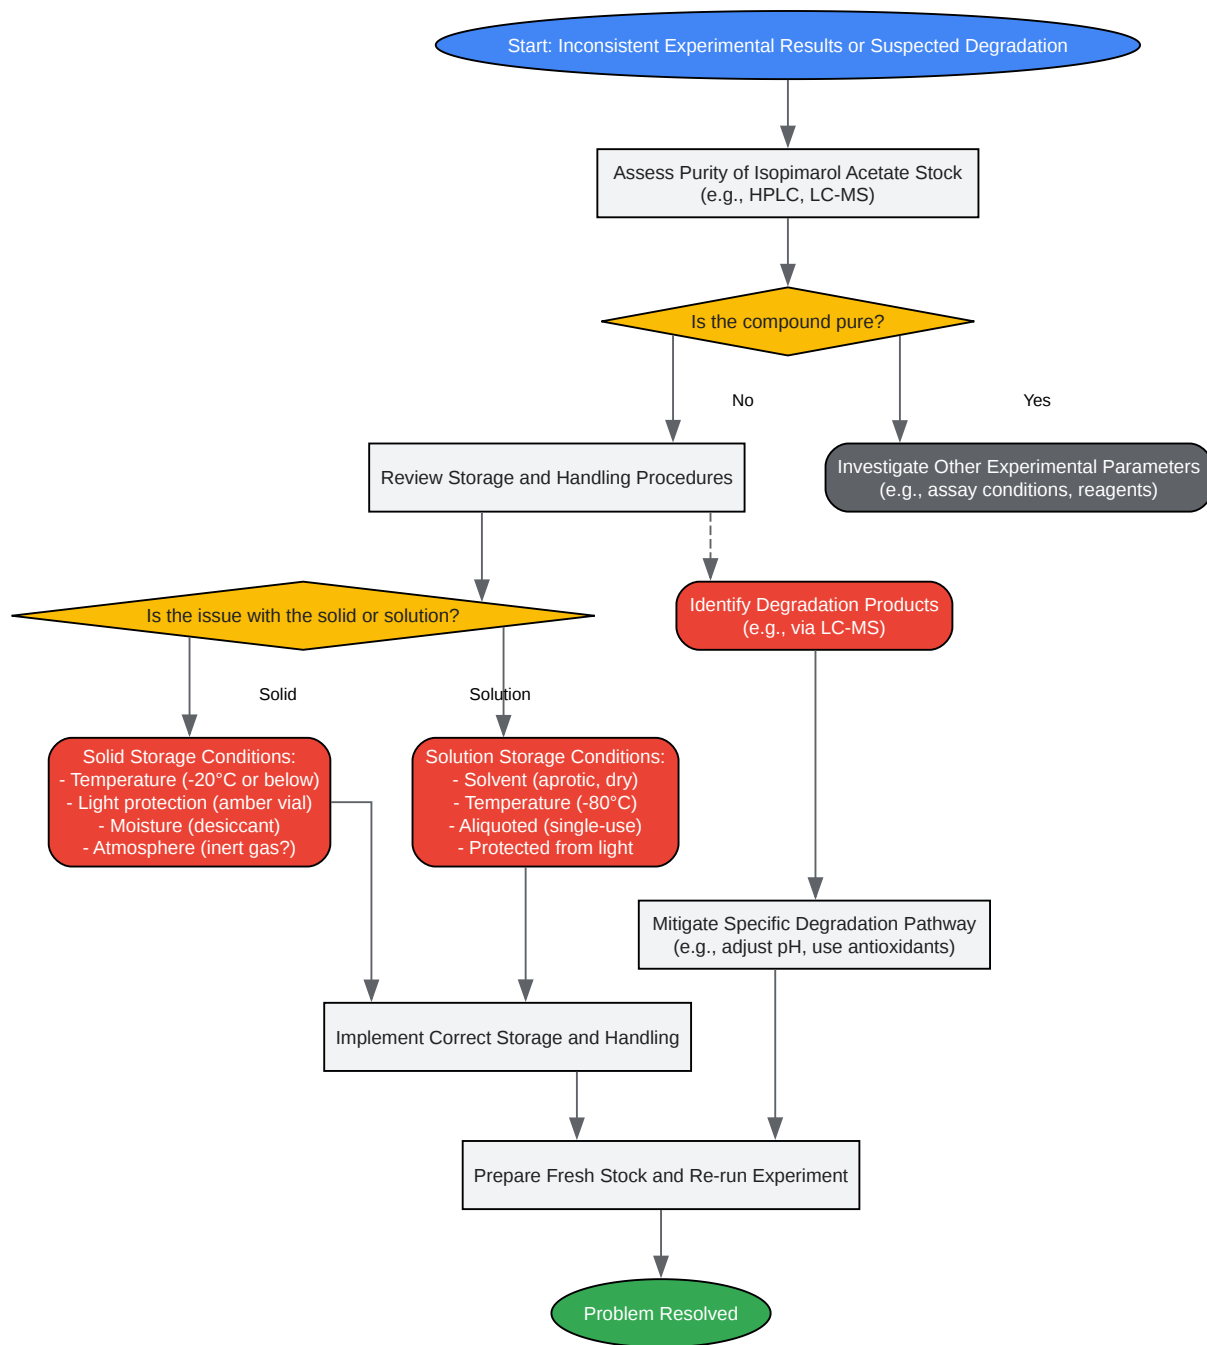 Start: Inconsistent Experimental Results or Suspected Degradation
Assess Purity of Isopimarol Acetate Stock
(e.g., HPLC, LC-MS)
Is the compound pure?
No
Yes
Review Storage and Handling Procedures
Investigate Other Experimental Parameters
(e.g., assay conditions, reagents)
Is the issue with the solid or solution?
Identify Degradation Products
(e.g., via LC-MS)
Solid
Solution
Solid Storage Conditions:
- Temperature (-20°C or below)
- Light protection (amber vial)
- Moisture (desiccant)
- Atmosphere (inert gas?)
Solution Storage Conditions:
- Solvent (aprotic, dry)
- Temperature (-80°C)
- Aliquoted (single-use)
- Protected from light
Mitigate Specific Degradation Pathway
(e.g., adjust pH, use antioxidants)
Implement Correct Storage and Handling
Prepare Fresh Stock and Re-run Experiment
Problem Resolved